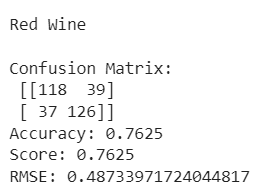 Red Wine
Confusion Matrix:
[[118  39]
[ 37 126]]
Accuracy: 0.7625
Score: 0.7625
RMSE: 0.48733971724044817